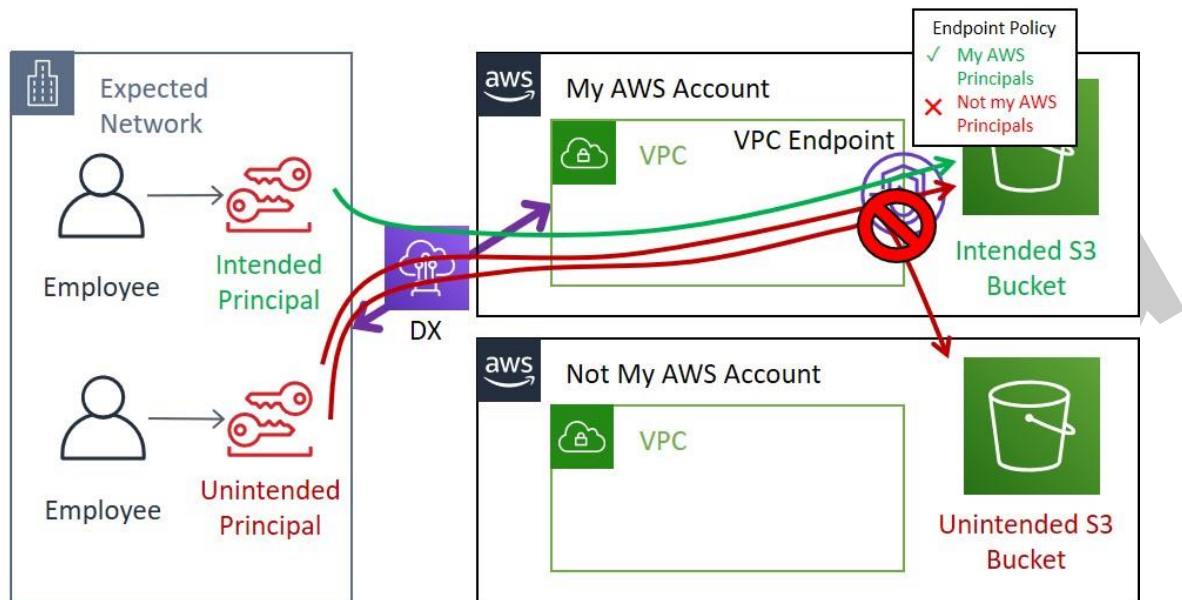 Expected
Network
Employee
Intended
Principal
Employee
Unintended
Principal
DX
aws
My AWS Account
VPC
VPC Endpoint
Endpoint Policy
✓ My AWS
Principals
✕ Not my AWS
Principals
Intended S3
Bucket
aws
Not My AWS Account
VPC
Unintended S3
Bucket